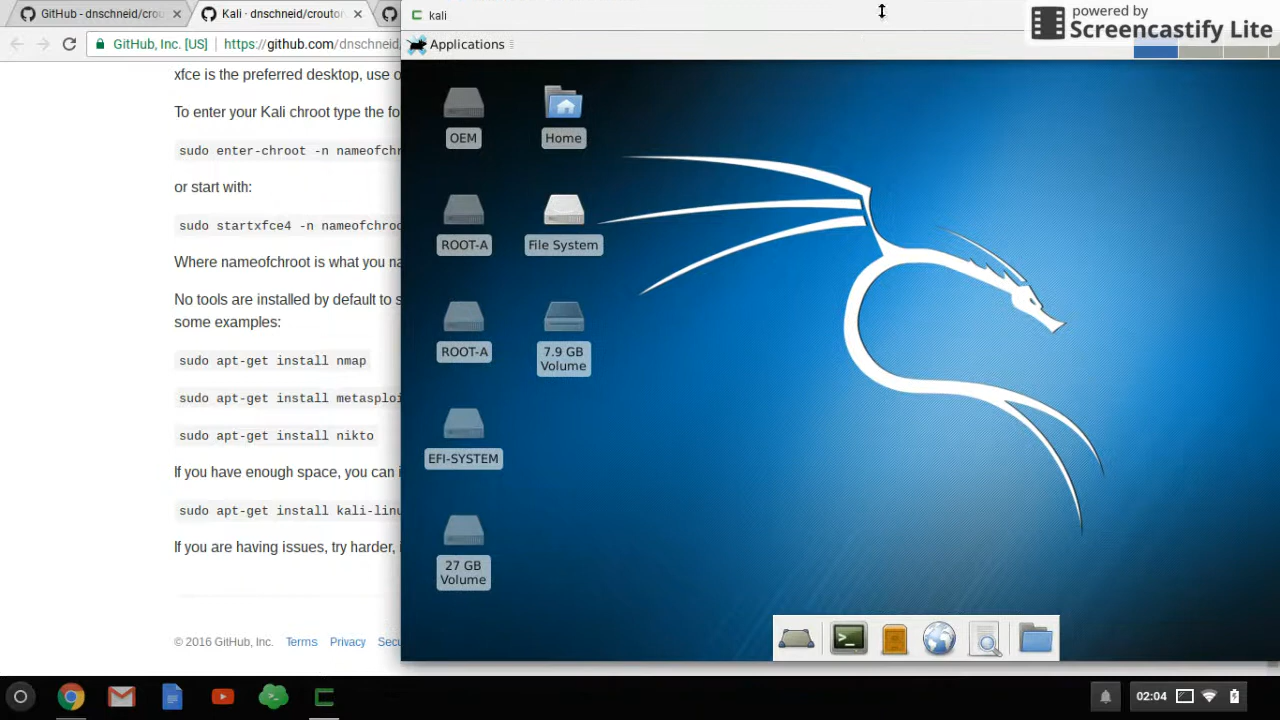 GitHub - dnschneid/crou
Kali · dnschneid/crouton
kali
powered by
Screencastify Lite
GitHub, Inc. [US]
https://github.com/dnschneid/
Applications
xfce is the preferred desktop, use o
To enter your Kali chroot type the fo
sudo enter-chroot -n nameofchr
or start with:
sudo startxfce4 -n nameofchroo
Where nameofchroot is what you na
No tools are installed by default to s
some examples:
sudo apt-get install nmap
sudo apt-get install metasploi
sudo apt-get install nikto
If you have enough space, you can i
sudo apt-get install kali-linu
If you are having issues, try harder, i
© 2016 GitHub, Inc.
Terms
Privacy
Secu
OEM
Home
ROOT-A
File System
ROOT-A
7.9 GB
Volume
EFI-SYSTEM
27 GB
Volume
02:04